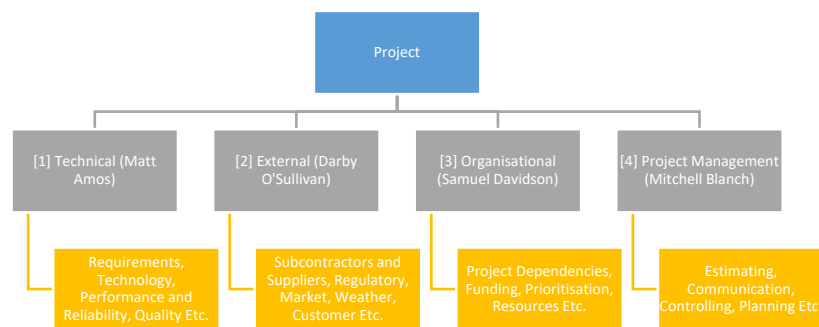 Project
[1] Technical (Matt
Amos)
[2] External (Darby
O'Sullivan)
[3] Organisational
(Samuel Davidson)
[4] Project Management
(Mitchell Blanch)
Requirements,
Technology,
Performance and
Reliability, Quality Etc.
Subcontractors and
Suppliers, Regulatory,
Market, Weather,
Customer Etc.
Project Dependencies,
Funding, Prioritisation,
Resources Etc.
Estimating,
Communication,
Controlling, Planning Etc